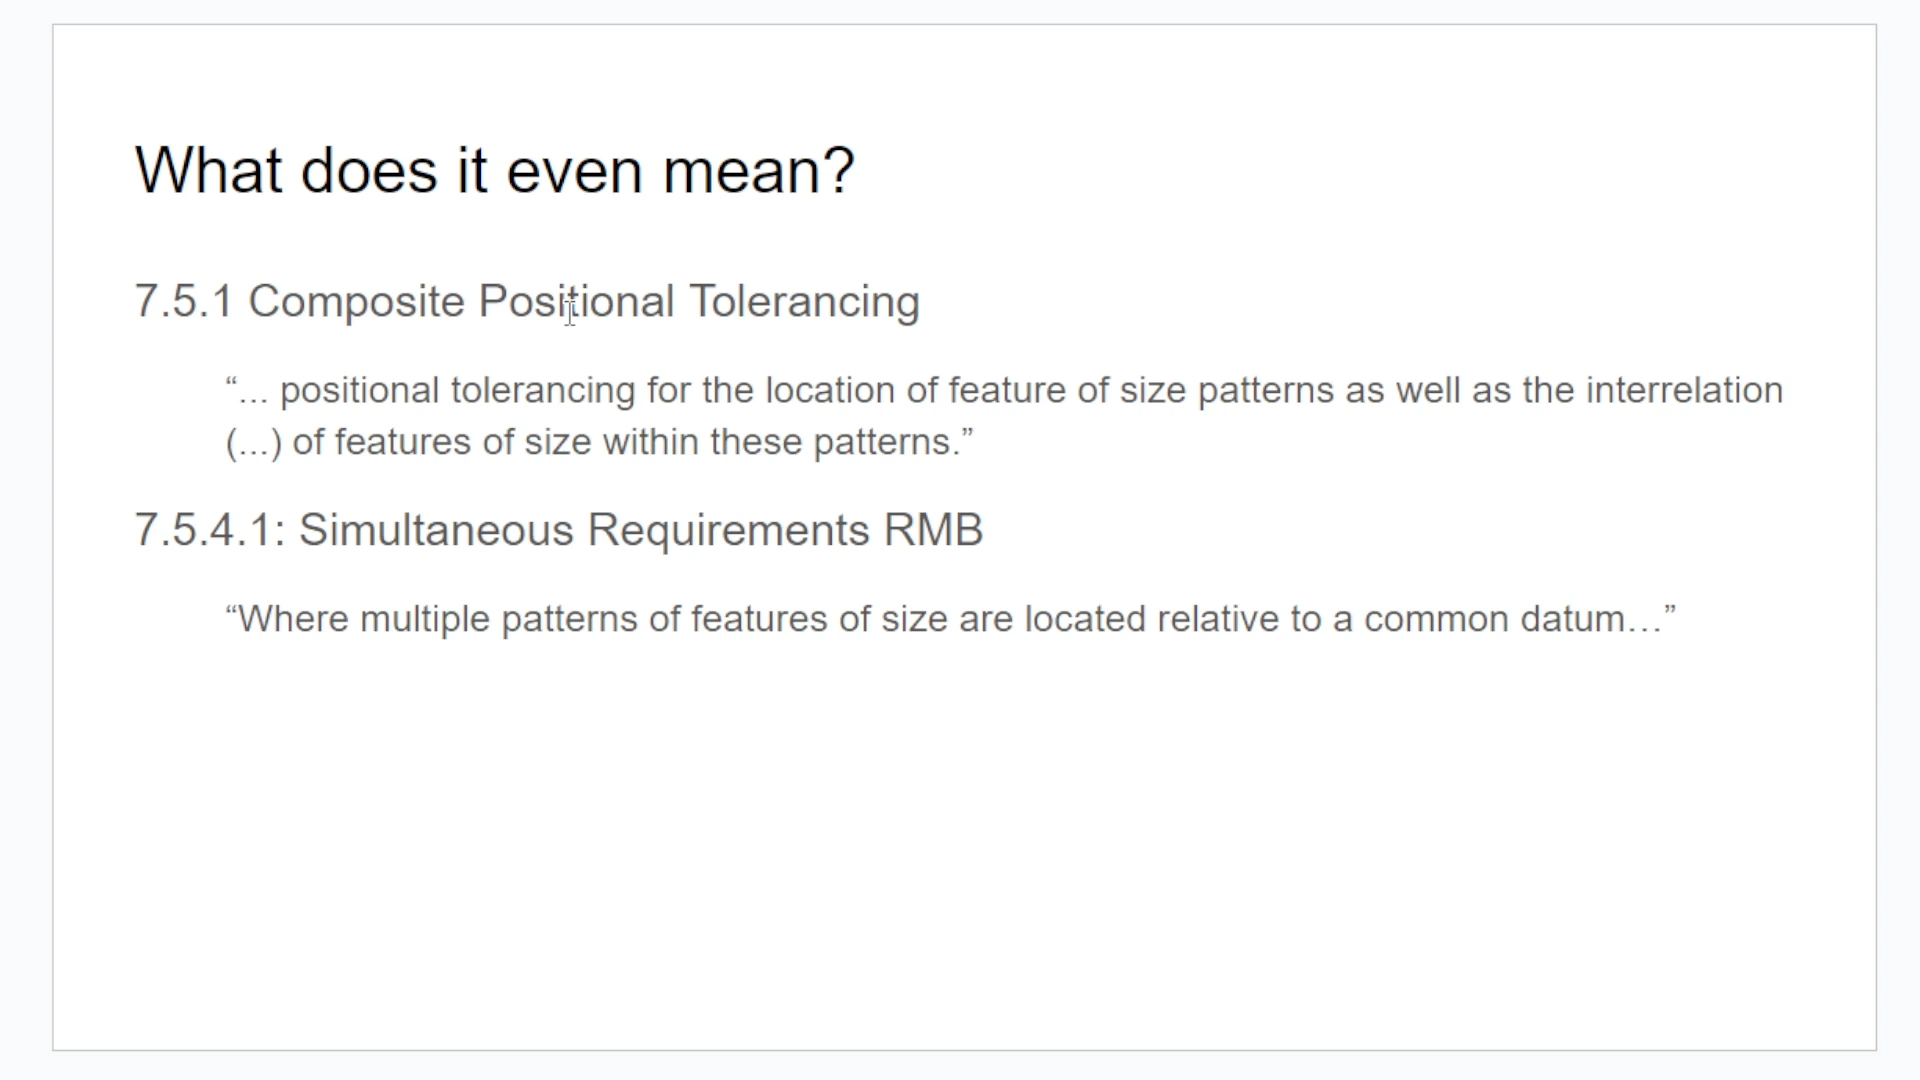 What does it even mean?
7.5.1 Composite Positional Tolerancing
“... positional tolerancing for the location of feature of size patterns as well as the interrelation
(...) of features of size within these patterns.”
7.5.4.1: Simultaneous Requirements RMB
“Where multiple patterns of features of size are located relative to a common datum…”